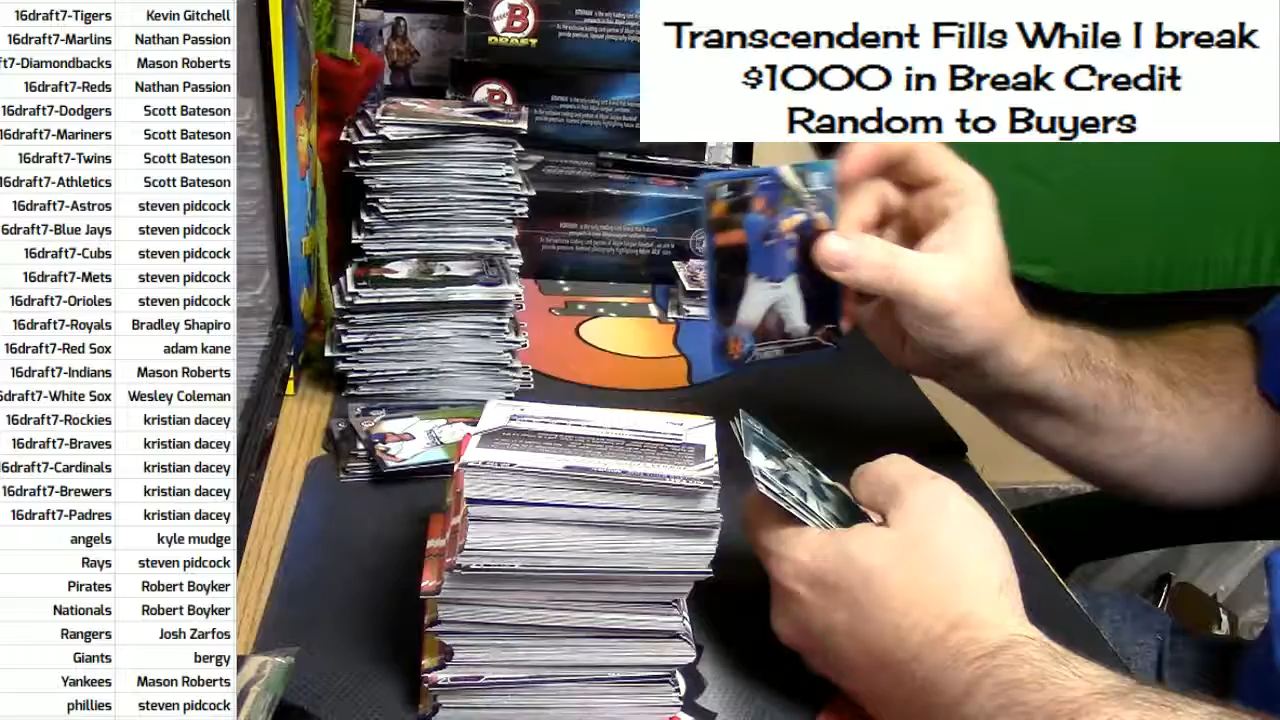 Transcendent Fills While I break
$1000 in Break Credit
Random to Buyers
16draft7-Tigers Kevin Gitchell
16draft7-Marlins Nathan Passion
ft7-Diamondbacks Mason Roberts
16draft7-Reds Nathan Passion
16draft7-Dodgers Scott Bateson
16draft7-Mariners Scott Bateson
16draft7-Twins Scott Bateson
16draft7-Athletics Scott Bateson
16draft7-Astros steven pidcock
6draft7-Blue Jays steven pidcock
16draft7-Cubs steven pidcock
16draft7-Mets steven pidcock
16draft7-Orioles steven pidcock
16draft7-Royals Bradley Shapiro
16draft7-Red Sox adam kane
16draft7-Indians Mason Roberts
6draft7-White Sox Wesley Coleman
16draft7-Rockies kristian dacey
16draft7-Braves kristian dacey
16draft7-Cardinals kristian dacey
16draft7-Brewers kristian dacey
16draft7-Padres kristian dacey
angels kyle mudge
Rays steven pidcock
Pirates Robert Boyker
Nationals Robert Boyker
Rangers Josh Zarfos
Giants bergy
Yankees Mason Roberts
phillies steven pidcock
B
DRAFT
B